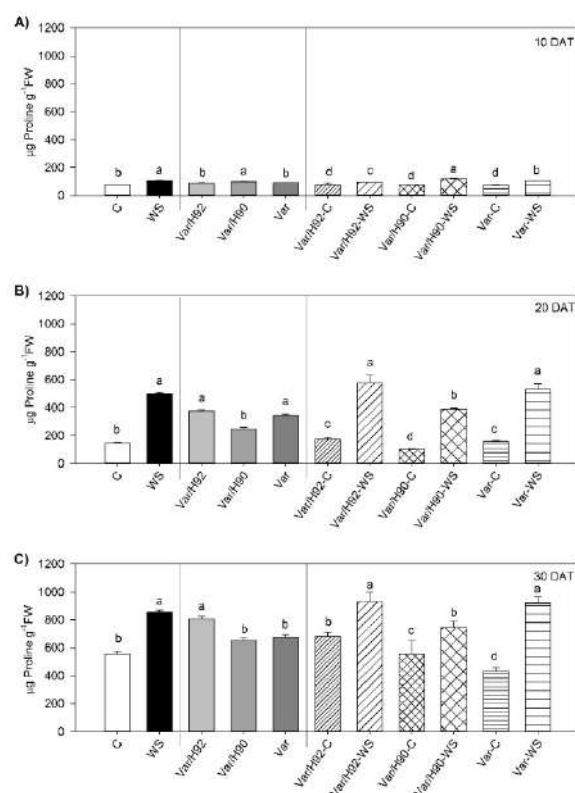 A)
10 DAT
1200
1000
800
600
400
200
0
µg Proline g⁻¹FW
b a b a b d c d a d b
C WS Var/H92 Var/H90 Var Var/H92-C Var/H92-WS Var/H90-C Var/H90-WS Var-C Var-WS
B)
20 DAT
1200
1000
800
600
400
200
0
µg Proline g⁻¹FW
b a a b a c a d b c a
C WS Var/H92 Var/H90 Var Var/H92-C Var/H92-WS Var/H90-C Var/H90-WS Var-C Var-WS
C)
30 DAT
1200
1000
800
600
400
200
0
µg Proline g⁻¹FW
b a a b b b a c b d a
C WS Var/H92 Var/H90 Var Var/H92-C Var/H92-WS Var/H90-C Var/H90-WS Var-C Var-WS